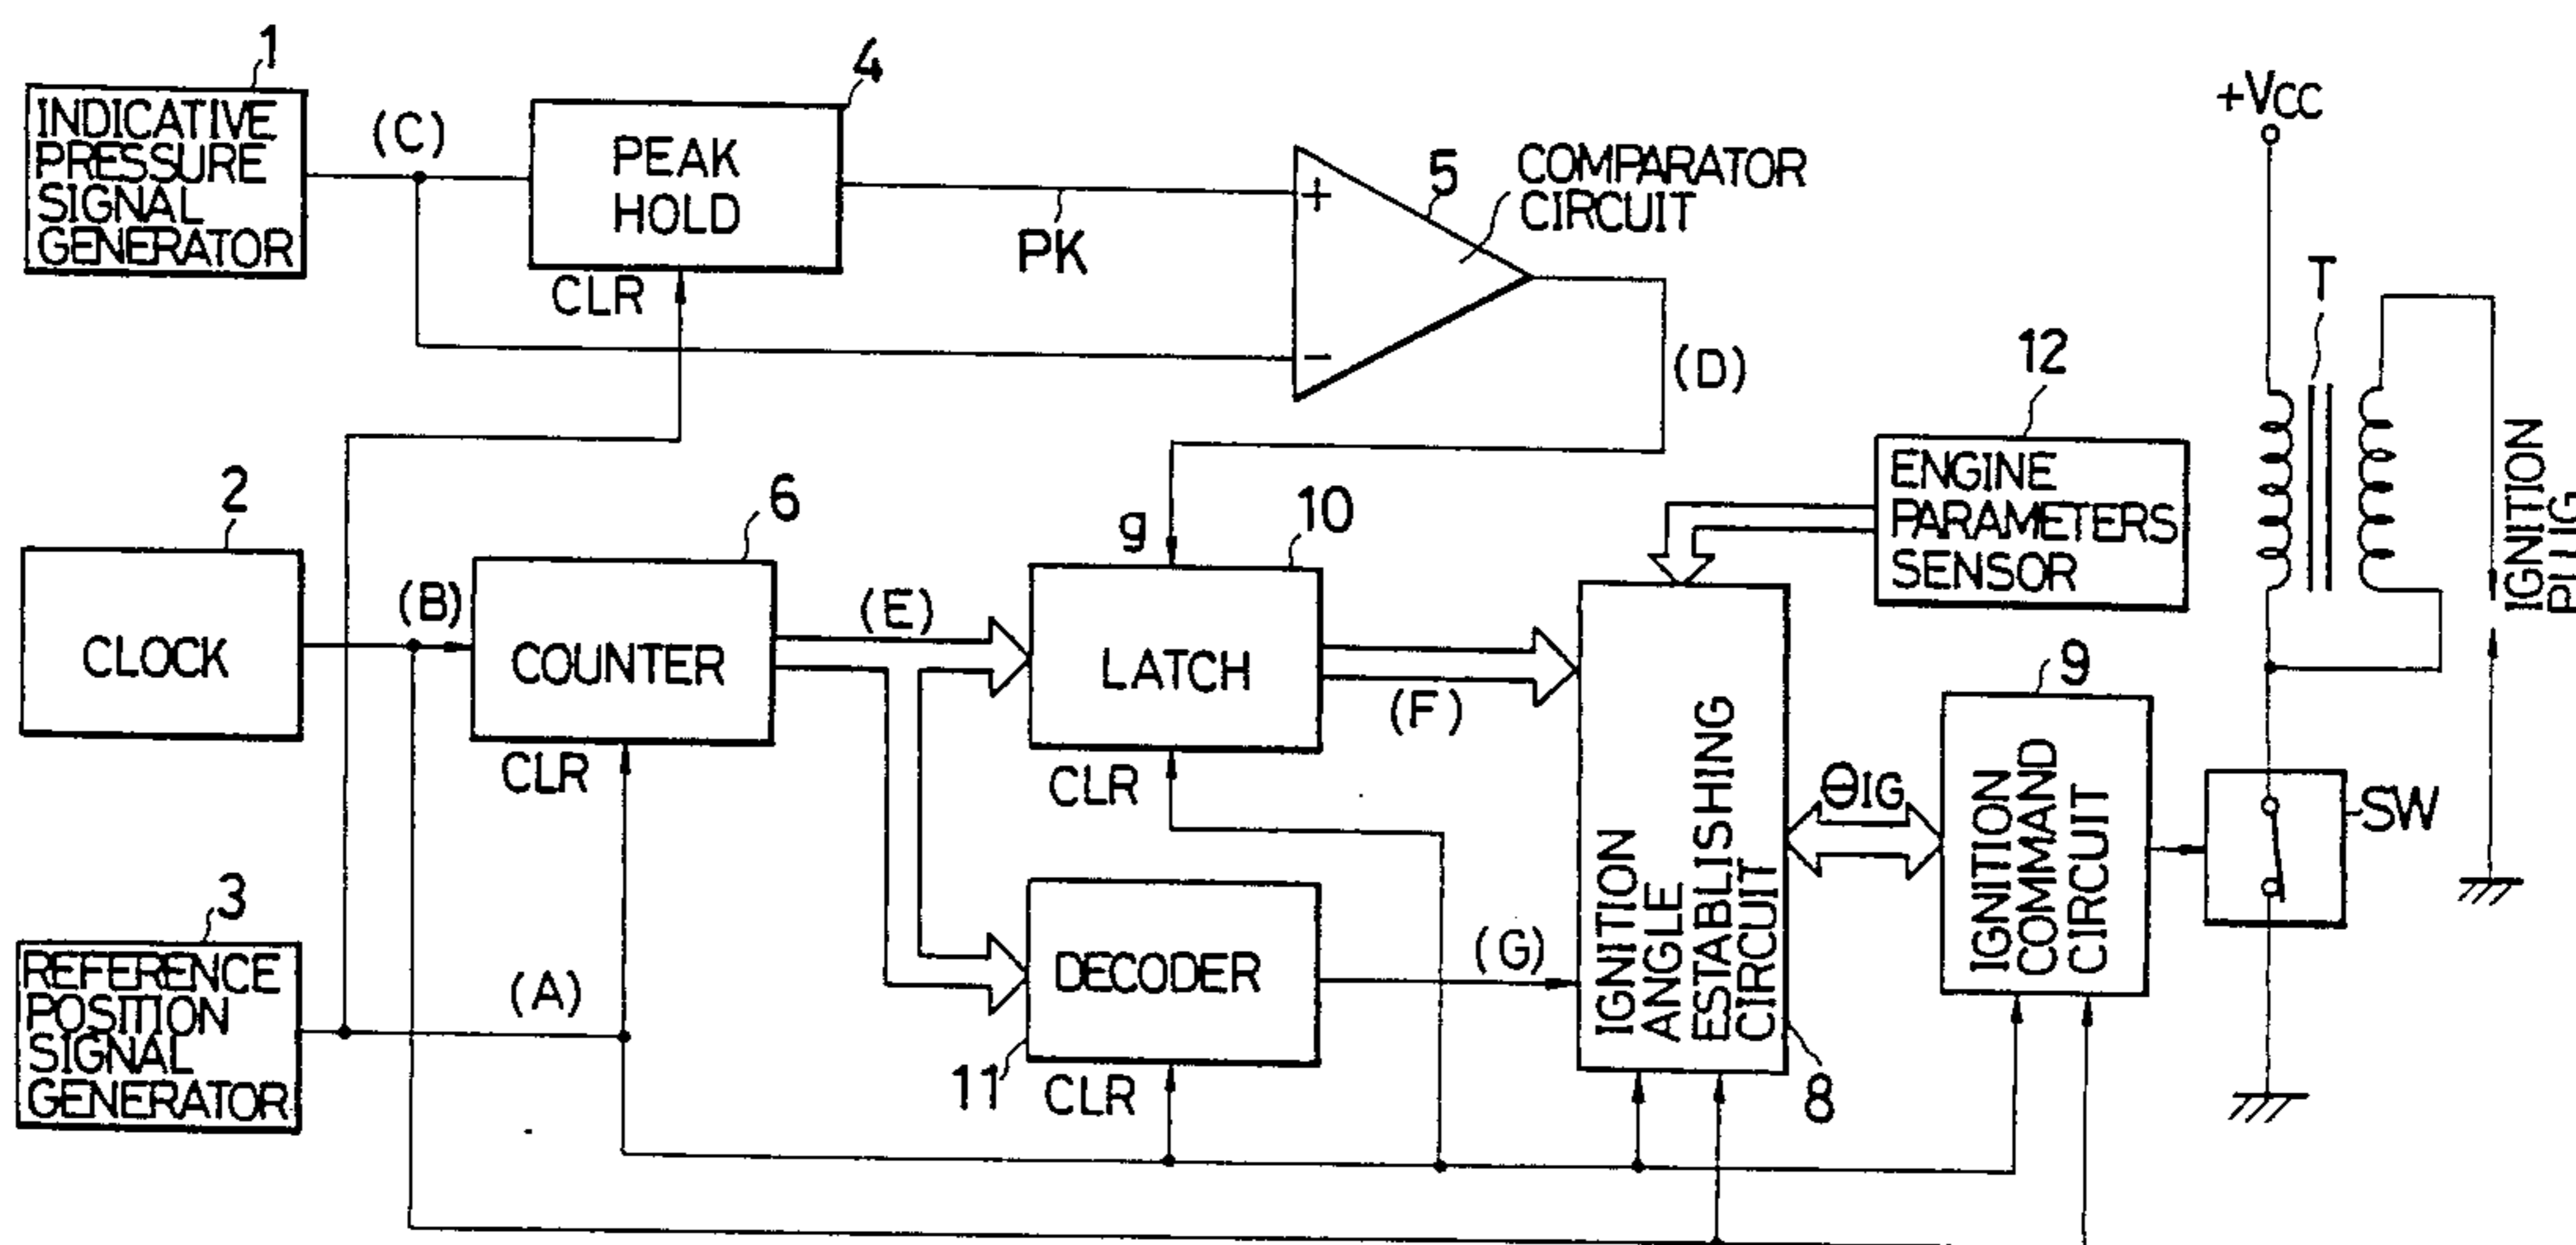 1
INDICATIVE
PRESSURE
SIGNAL
GENERATOR
(C)
4
PEAK
HOLD
CLR
PK
+
−
5
COMPARATOR
CIRCUIT
(D)
+VCC
T
IGNITION
PLUG
12
ENGINE
PARAMETERS
SENSOR
2
CLOCK
(B)
6
COUNTER
CLR
(E)
g
10
LATCH
CLR
(F)
3
REFERENCE
POSITION
SIGNAL
GENERATOR
(A)
11
DECODER
CLR
(G)
IGNITION
ANGLE
ESTABLISHING
CIRCUIT
8
ΘIG
9
IGNITION
COMMAND
CIRCUIT
SW